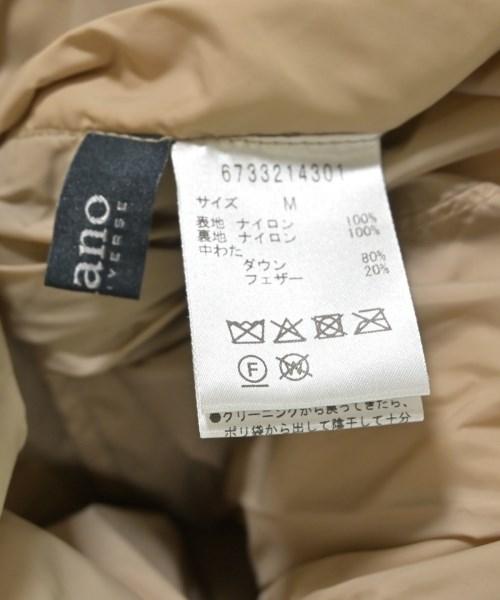 ano
VERSE
6733214301
サイズ M
表地 ナイロン 100%
裏地 ナイロン 100%
中わた
ダウン 80%
フェザー 20%
F
W
●クリーニングから戻ってきたら、
ポリ袋から出して陰干しして十分